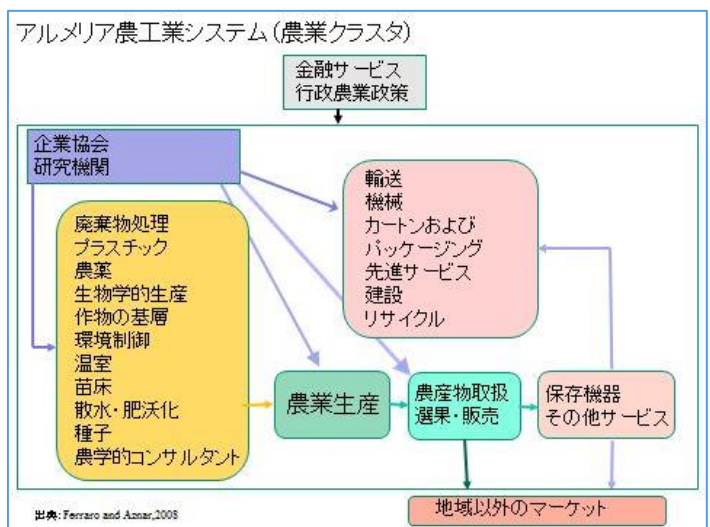 アルメリア農工業システム(農業クラスタ)
金融サービス
行政農業政策
企業協会
研究機関
廃棄物処理
プラスチック
農薬
生物学的生産
作物の基層
環境制御
温室
苗床
散水・肥沃化
種子
農学的コンサルタント
輸送
機械
カートンおよび
パッケージング
先進サービス
建設
リサイクル
農業生産
農産物取扱
選果・販売
保存機器
その他サービス
地域以外のマーケット
出典: Ferraro and Aznar,2008